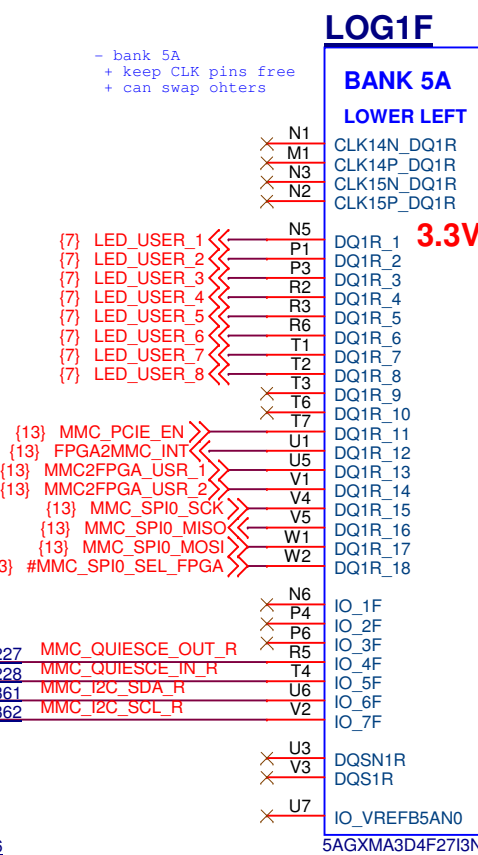 LOG1F
- bank 5A
+ keep CLK pins free
+ can swap ohters
BANK 5A
LOWER LEFT
N1 CLK14N_DQ1R
M1 CLK14P_DQ1R
N3 CLK15N_DQ1R
N2 CLK15P_DQ1R
3.3V
{7} LED_USER_1 N5 DQ1R_1
{7} LED_USER_2 P1 DQ1R_2
{7} LED_USER_3 P3 DQ1R_3
{7} LED_USER_4 R2 DQ1R_4
{7} LED_USER_5 R3 DQ1R_5
{7} LED_USER_6 R6 DQ1R_6
{7} LED_USER_7 T1 DQ1R_7
{7} LED_USER_8 T2 DQ1R_8
T3 DQ1R_9
T6 DQ1R_10
{13} MMC_PCIE_EN T7 DQ1R_11
{13} FPGA2MMC_INT U1 DQ1R_12
{13} MMC2FPGA_USR_1 U5 DQ1R_13
{13} MMC2FPGA_USR_2 V1 DQ1R_14
{13} MMC_SPI0_SCK V4 DQ1R_15
{13} MMC_SPI0_MISO V5 DQ1R_16
{13} MMC_SPI0_MOSI W1 DQ1R_17
3} #MMC_SPI0_SEL_FPGA W2 DQ1R_18
N6 IO_1F
P4 IO_2F
P6 IO_3F
227 MMC_QUIESCE_OUT_R R5 IO_4F
228 MMC_QUIESCE_IN_R T4 IO_5F
361 MMC_I2C_SDA_R U6 IO_6F
362 MMC_I2C_SCL_R V2 IO_7F
U3 DQSN1R
V3 DQS1R
U7 IO_VREFB5AN0
5AGXMA3D4F27I3N